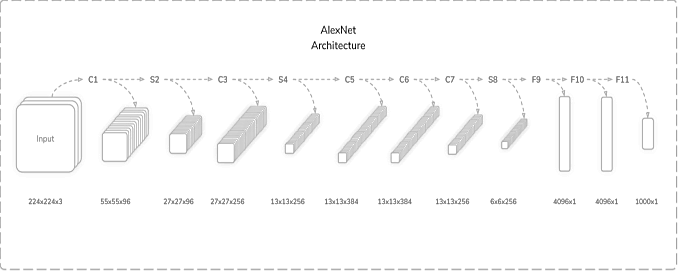 AlexNet
Architecture
C1 S2 C3 S4 C5 C6 C7 S8 F9 F10 F11
Input
224x224x3 55x55x96 27x27x96 27x27x256 13x13x256 13x13x384 13x13x384 13x13x256 6x6x256 4096x1 4096x1 1000x1